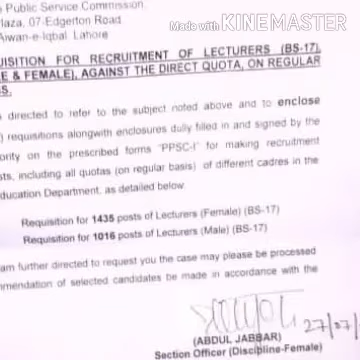 Public Service Commission
laza, 07-Edgerton Road
Aiwan-e-Iqbal Lahore
Made with KINEMASTER
UISITION FOR RECRUITMENT OF LECTURERS (BS-17),
E & FEMALE), AGAINST THE DIRECT QUOTA, ON REGULAR
S.
directed to refer to the subject noted above and to enclose
) requisitions alongwith enclosures dully filled in and signed by the
ority on the prescribed forms "PPSC-I" for making recruitment
sts, including all quotas (on regular basis) of different cadres in the
ducation Department, as detailed below.
Requisition for 1435 posts of Lecturers (Female) (BS-17)
Requisition for 1016 posts of Lecturers (Male) (BS-17)
am further directed to request you the case may please be processed
mmendation of selected candidates be made in accordance with the
27/07/
(ABDUL JABBAR)
Section Officer (Discipline-Female)